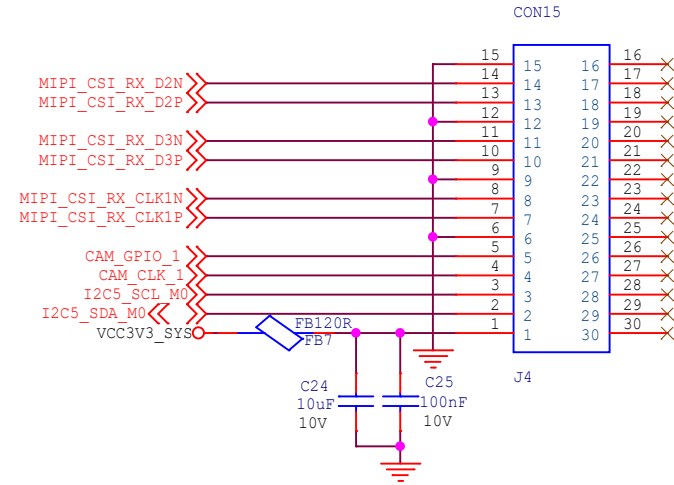 CON15
15 15 16 16
MIPI_CSI_RX_D2N 14 14 17 17
MIPI_CSI_RX_D2P 13 13 18 18
12 12 19 19
MIPI_CSI_RX_D3N 11 11 20 20
MIPI_CSI_RX_D3P 10 10 21 21
9 9 22 22
MIPI_CSI_RX_CLK1N 8 8 23 23
MIPI_CSI_RX_CLK1P 7 7 24 24
6 6 25 25
CAM_GPIO_1 5 5 26 26
CAM_CLK_1 4 4 27 27
I2C5_SCL_M0 3 3 28 28
I2C5_SDA_M0 2 2 29 29
VCC3V3_SYS FB120R 1 1 30 30
FB7
J4
C24 C25
10uF 100nF
10V 10V